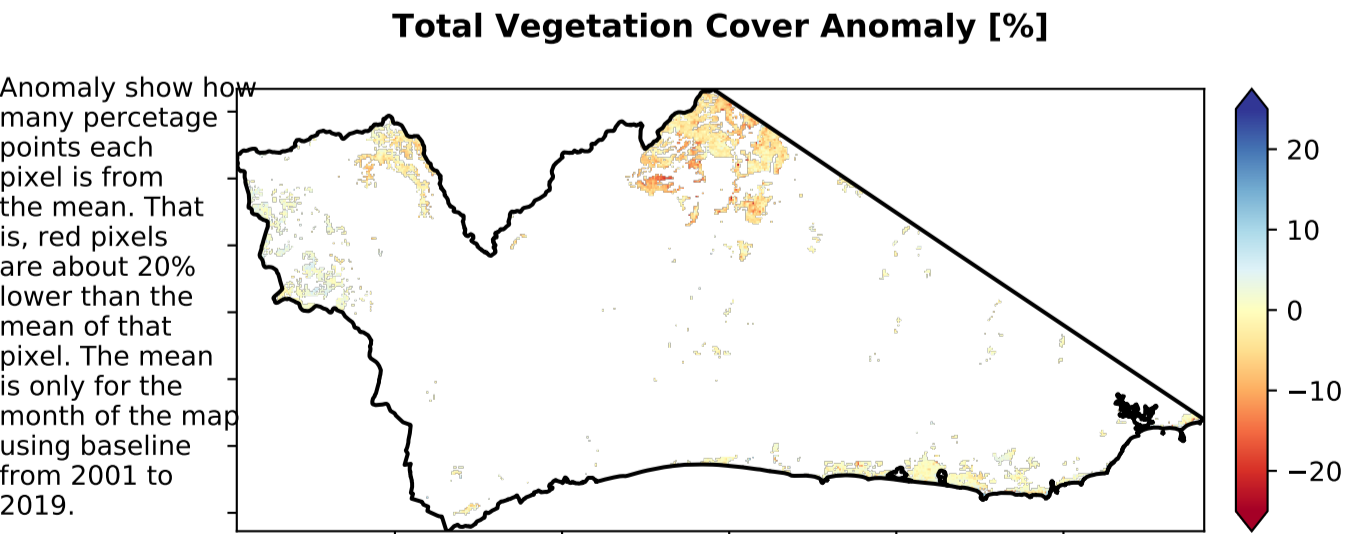 Total Vegetation Cover Anomaly [%]
Anomaly show how
many percetage
points each
pixel is from
the mean. That
is, red pixels
are about 20%
lower than the
mean of that
pixel. The mean
is only for the
month of the map
using baseline
from 2001 to
2019.
20
10
0
−10
−20